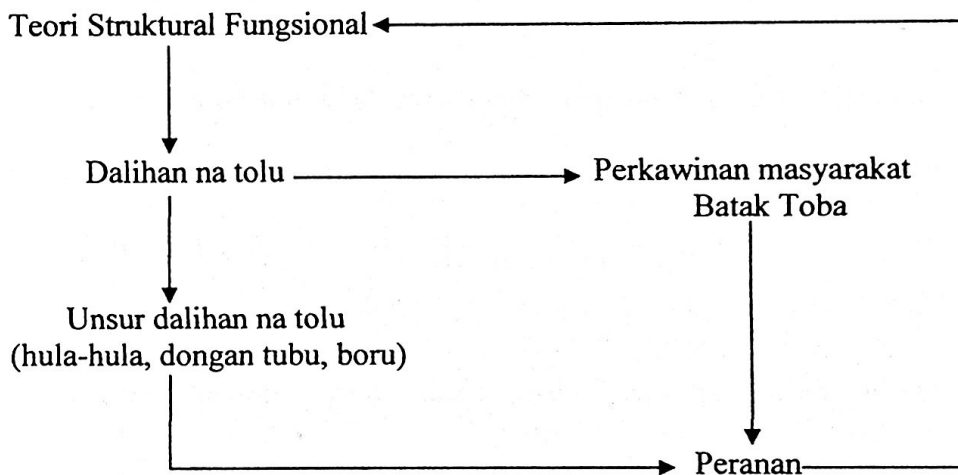 Teori Struktural Fungsional
Dalihan na tolu
Perkawinan masyarakat
Batak Toba
Unsur dalihan na tolu
(hula-hula, dongan tubu, boru)
Peranan